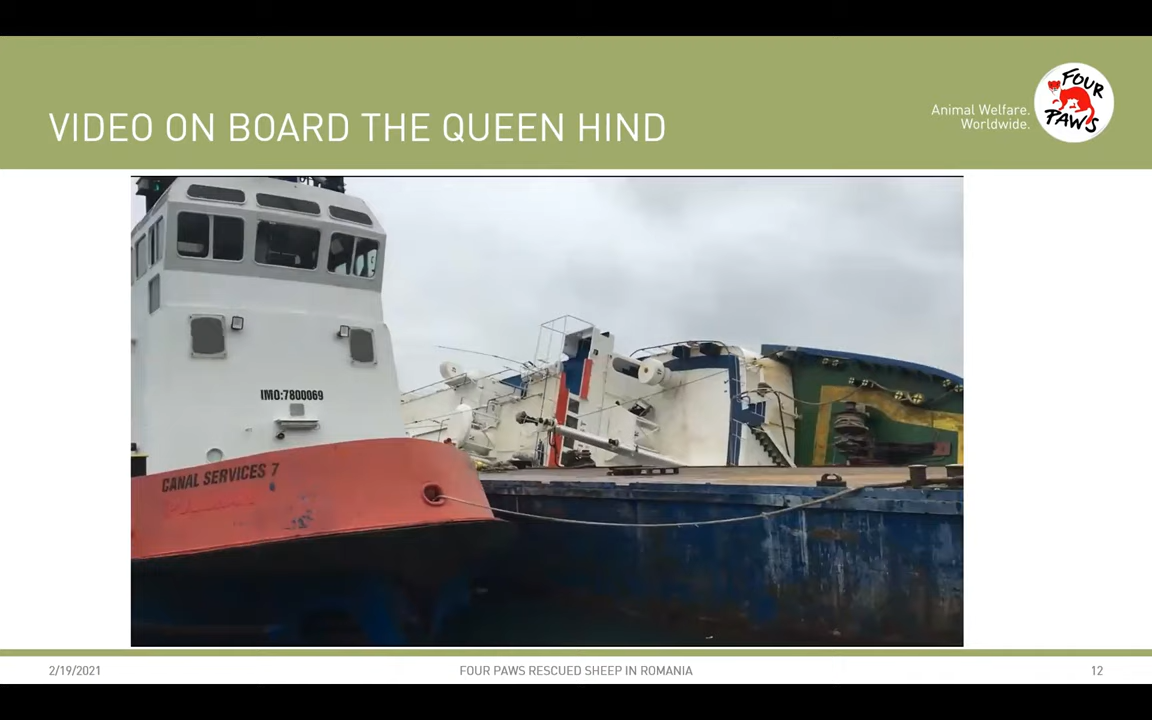 VIDEO ON BOARD THE QUEEN HIND
Animal Welfare.
Worldwide.
FOUR
PAWS
IMO:7800069
CANAL SERVICES 7
2/19/2021
FOUR PAWS RESCUED SHEEP IN ROMANIA
12